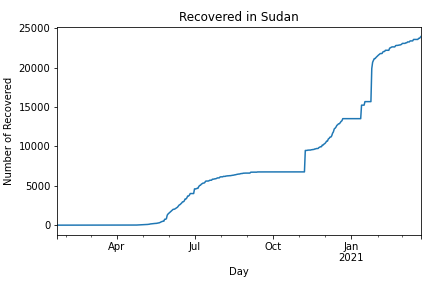 Recovered in Sudan
Number of Recovered
25000
20000
15000
10000
5000
0
Apr
Jul
Oct
Jan
2021
Day